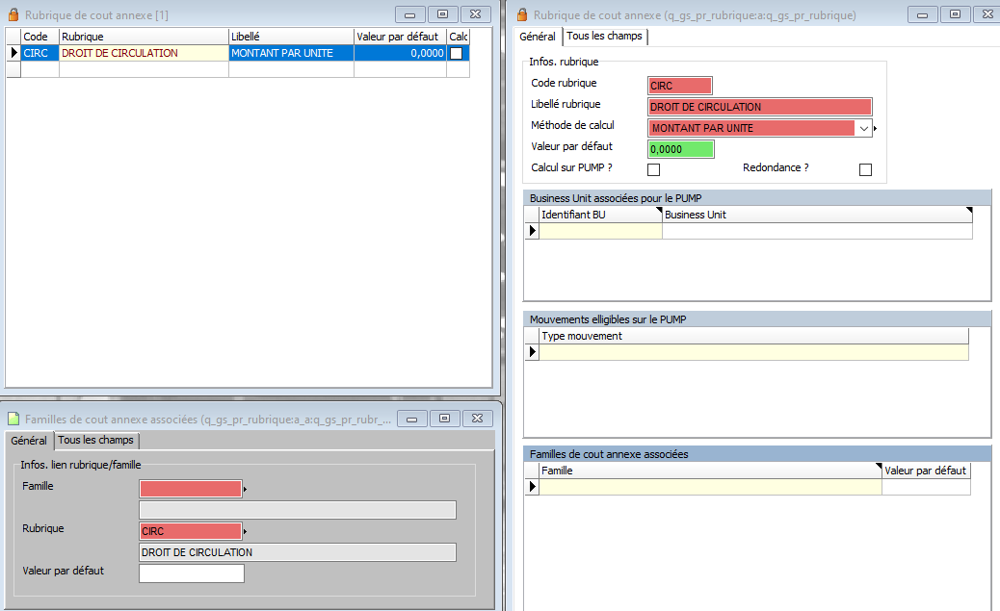 Rubrique de cout annexe [1]
Code Rubrique Libellé Valeur par défaut Calc
CIRC DROIT DE CIRCULATION MONTANT PAR UNITE 0,0000
Familles de cout annexe associées (q_gs_pr_rubrique:a_a:q_gs_pr_rubr_...
Général Tous les champs
Infos. lien rubrique/famille
Famille
Rubrique CIRC
DROIT DE CIRCULATION
Valeur par défaut
Rubrique de cout annexe (q_gs_pr_rubrique:a:q_gs_pr_rubrique)
Général Tous les champs
Infos. rubrique
Code rubrique CIRC
Libellé rubrique DROIT DE CIRCULATION
Méthode de calcul MONTANT PAR UNITE
Valeur par défaut 0,0000
Calcul sur PUMP ? Redondance ?
Business Unit associées pour le PUMP
Identifiant BU Business Unit
Mouvements elligibles sur le PUMP
Type mouvement
Familles de cout annexe associées
Famille Valeur par défaut